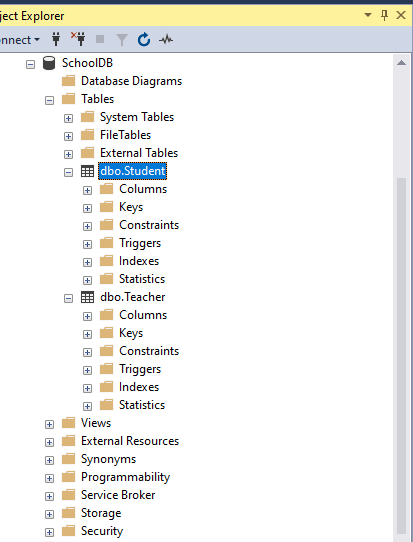 ject Explorer
nnect
SchoolDB
Database Diagrams
Tables
System Tables
FileTables
External Tables
dbo.Student
Columns
Keys
Constraints
Triggers
Indexes
Statistics
dbo.Teacher
Columns
Keys
Constraints
Triggers
Indexes
Statistics
Views
External Resources
Synonyms
Programmability
Service Broker
Storage
Security